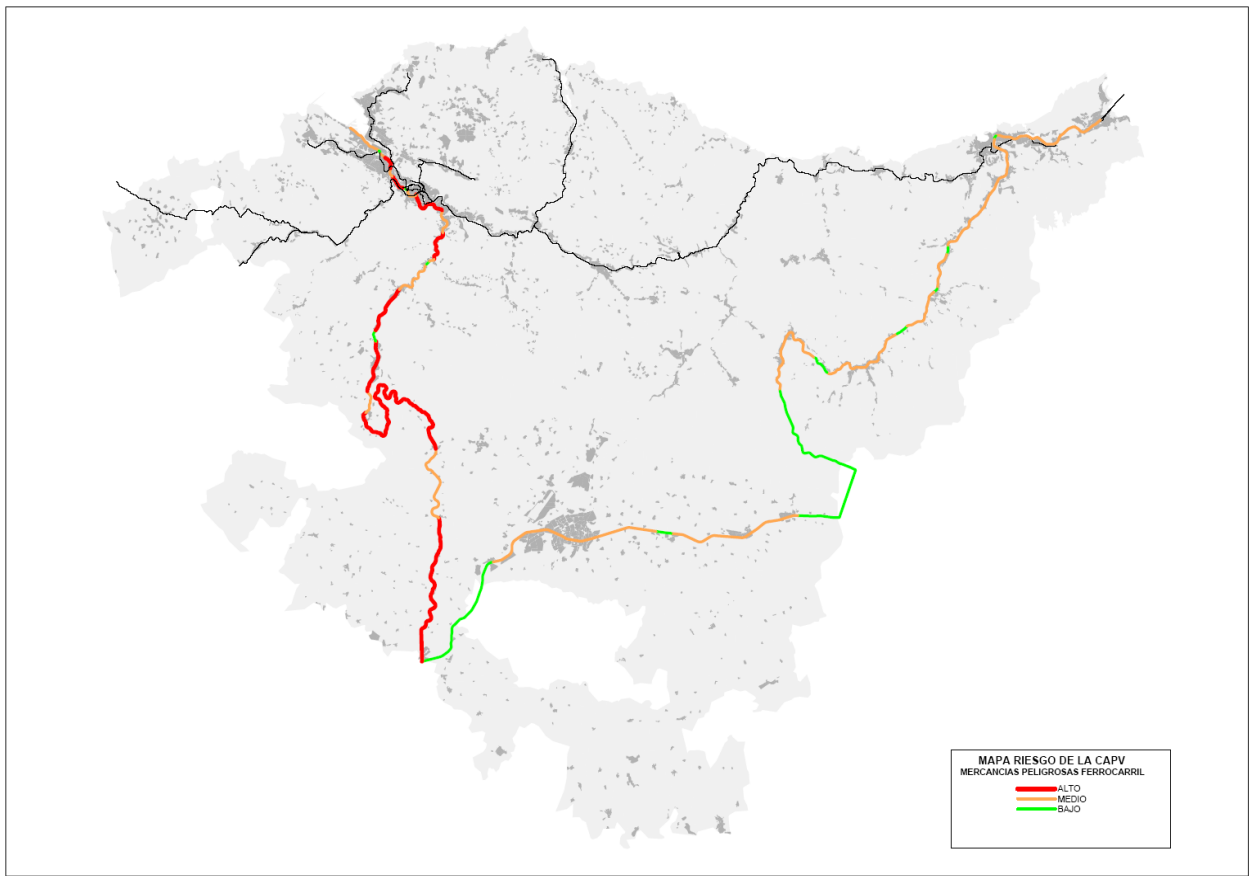 MAPA RIESGO DE LA CAPV
MERCANCIAS PELIGROSAS FERROCARRIL
ALTO
MEDIO
BAJO